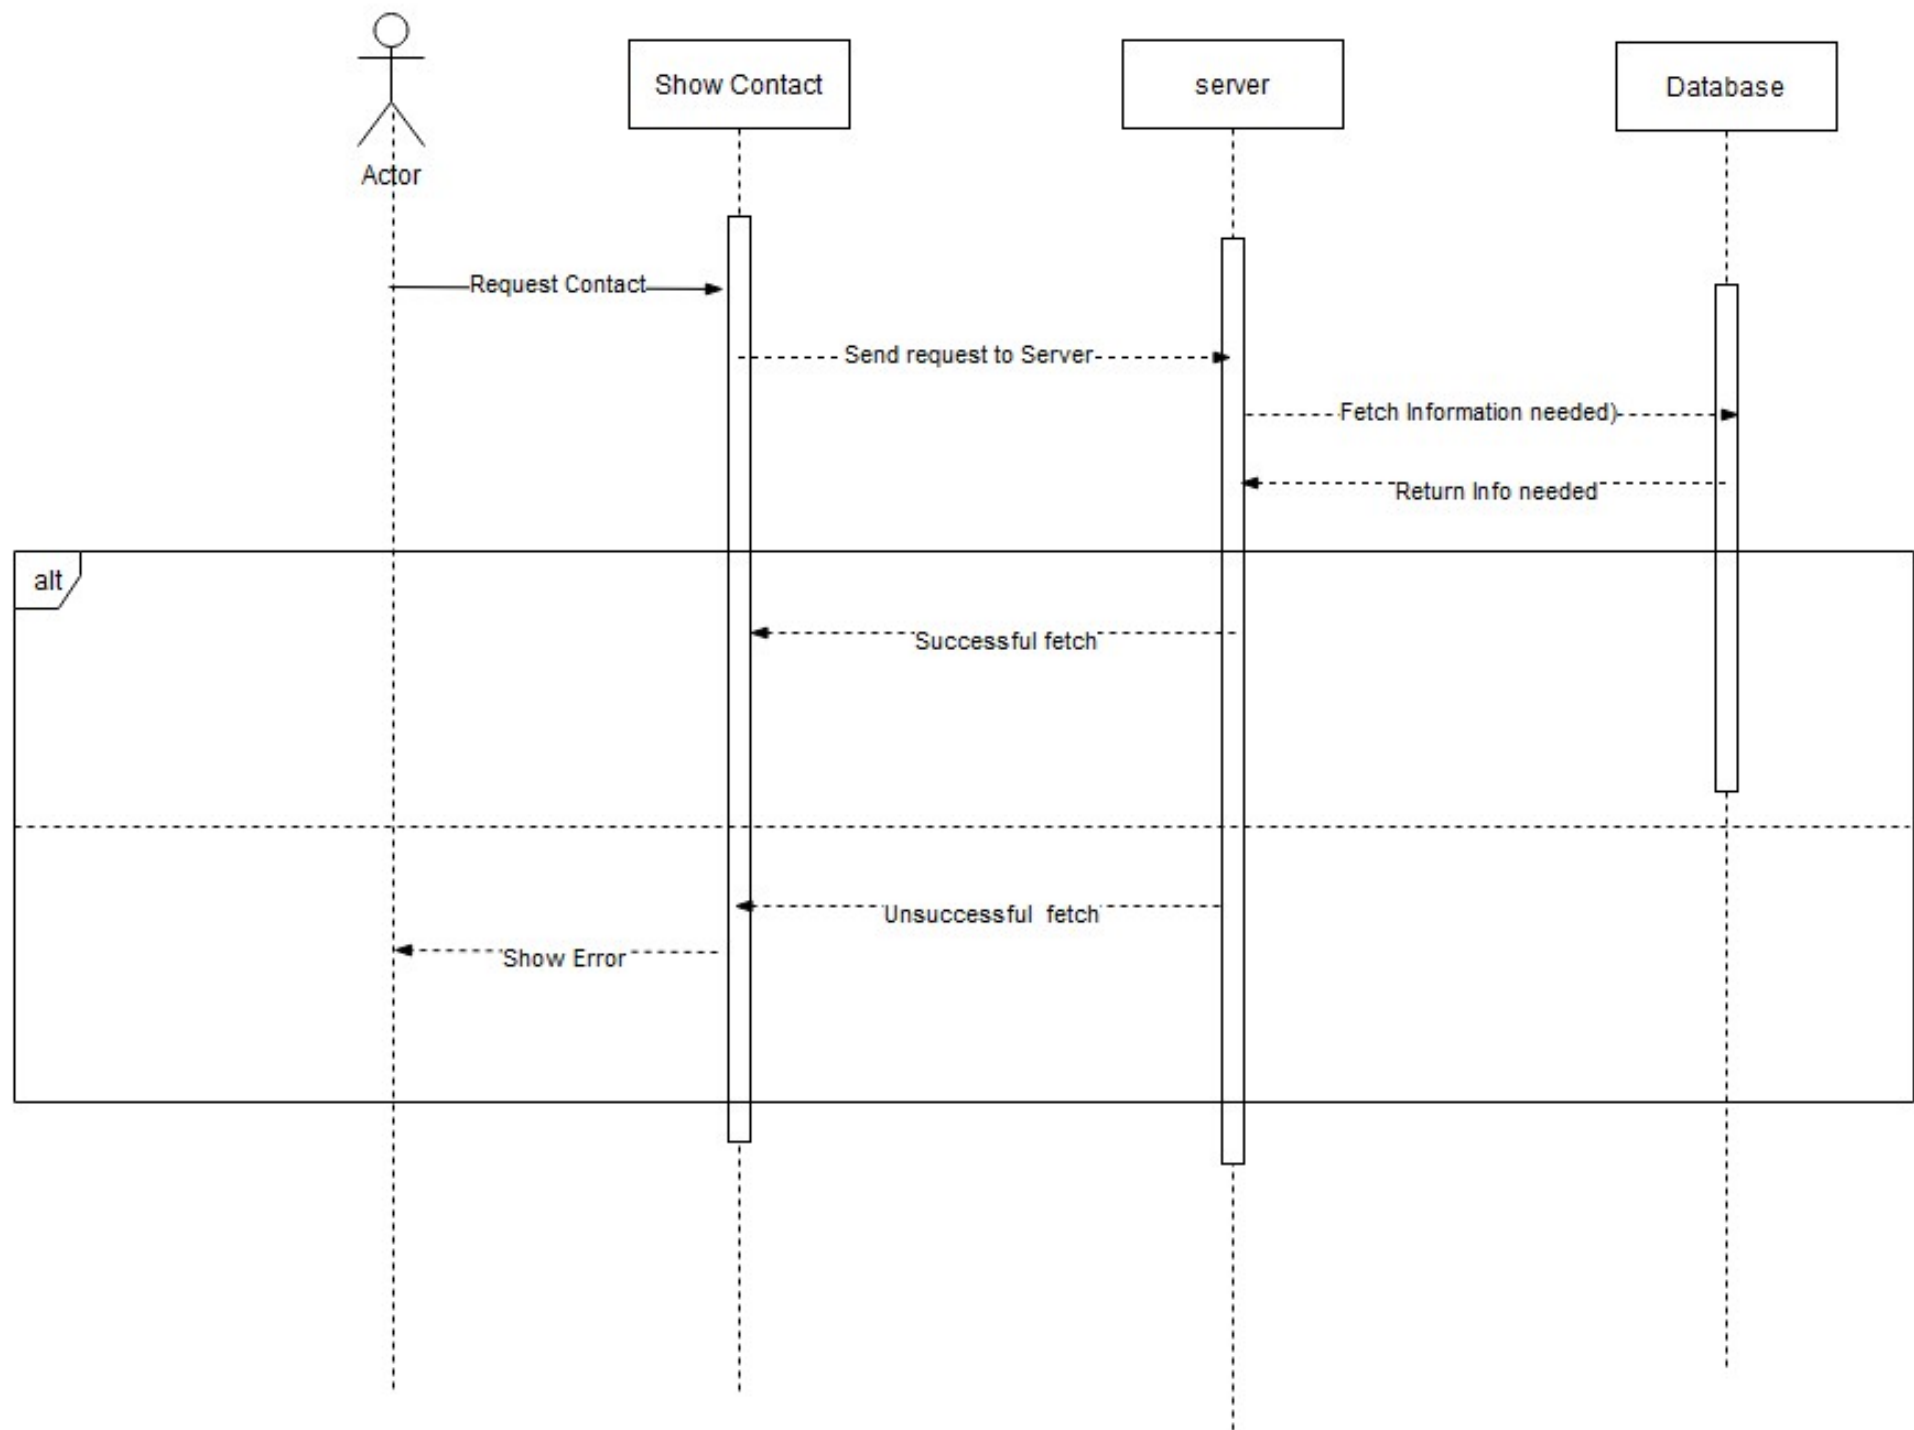 Show Contact
server
Database
Actor
Request Contact
Send request to Server
Fetch Information needed)
Return Info needed
alt
Successful fetch
Unsuccessful  fetch
Show Error